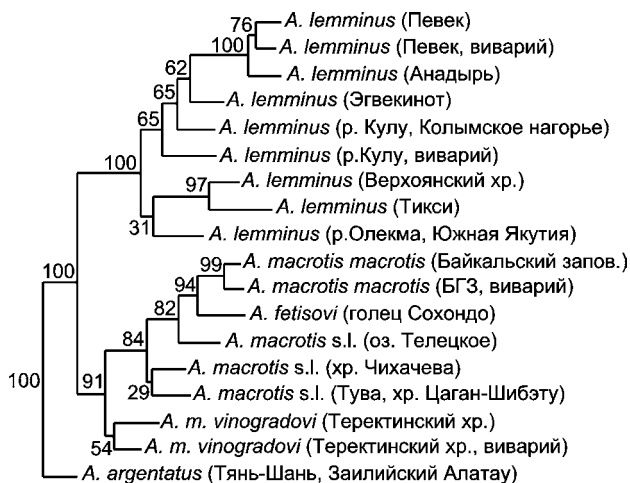 76 A. lemminus (Певек)
100 A. lemminus (Певек, виварий)
A. lemminus (Анадырь)
62 A. lemminus (Эгвекинот)
65 A. lemminus (р. Кулу, Колымское нагорье)
65 A. lemminus (р.Кулу, виварий)
100 97 A. lemminus (Верхоянский хр.)
A. lemminus (Тикси)
31 A. lemminus (р.Олекма, Южная Якутия)
100 99 A. macrotis macrotis (Байкальский запов.)
94 A. macrotis macrotis (БГЗ, виварий)
82 A. fetisovi (голец Сохондо)
84 A. macrotis s.l. (оз. Телецкое)
A. macrotis s.l. (хр. Чихачева)
100 91 29 A. macrotis s.l. (Тува, хр. Цаган-Шибэту)
A. m. vinogradovi (Теректинский хр.)
54 A. m. vinogradovi (Теректинский хр., виварий)
A. argentatus (Тянь-Шань, Заилийский Алатау)